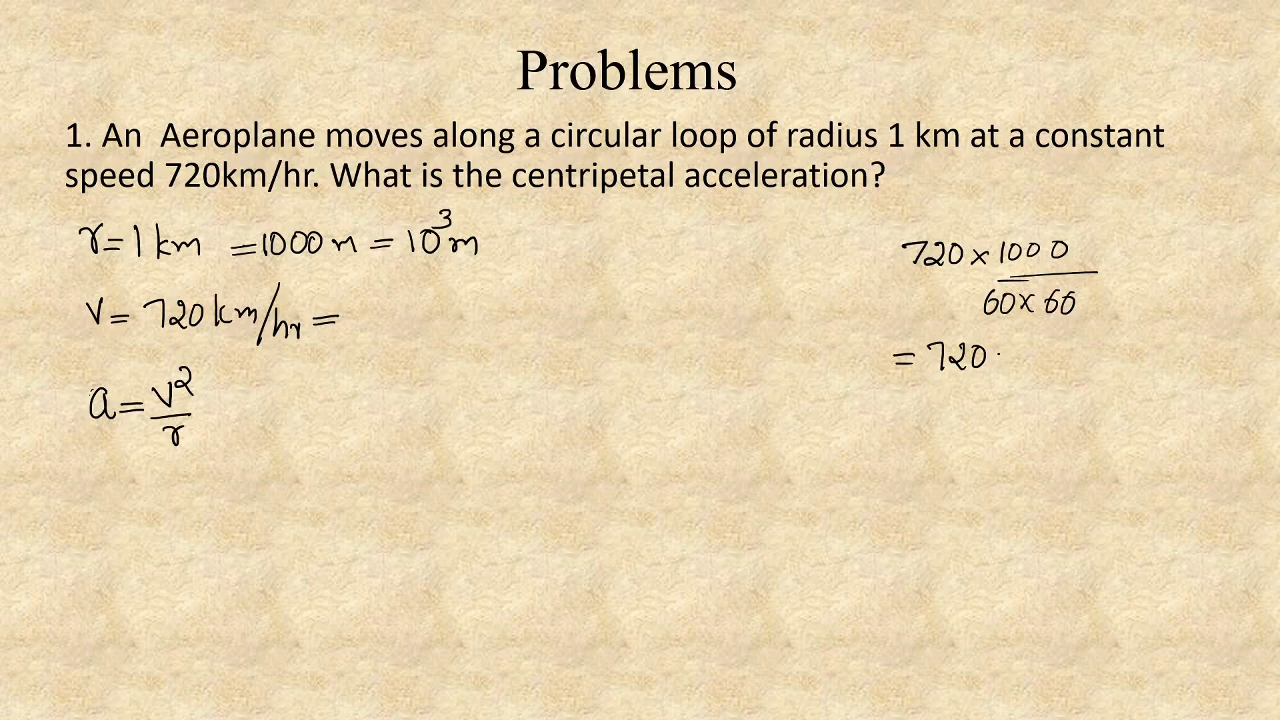 Problems
1. An Aeroplane moves along a circular loop of radius 1 km at a constant
speed 720km/hr. What is the centripetal acceleration?
r = 1 km = 1000 m = 10³ m
v = 720 km/hr =
a = v²/r
720 × 1000
60 × 60
= 720 ·